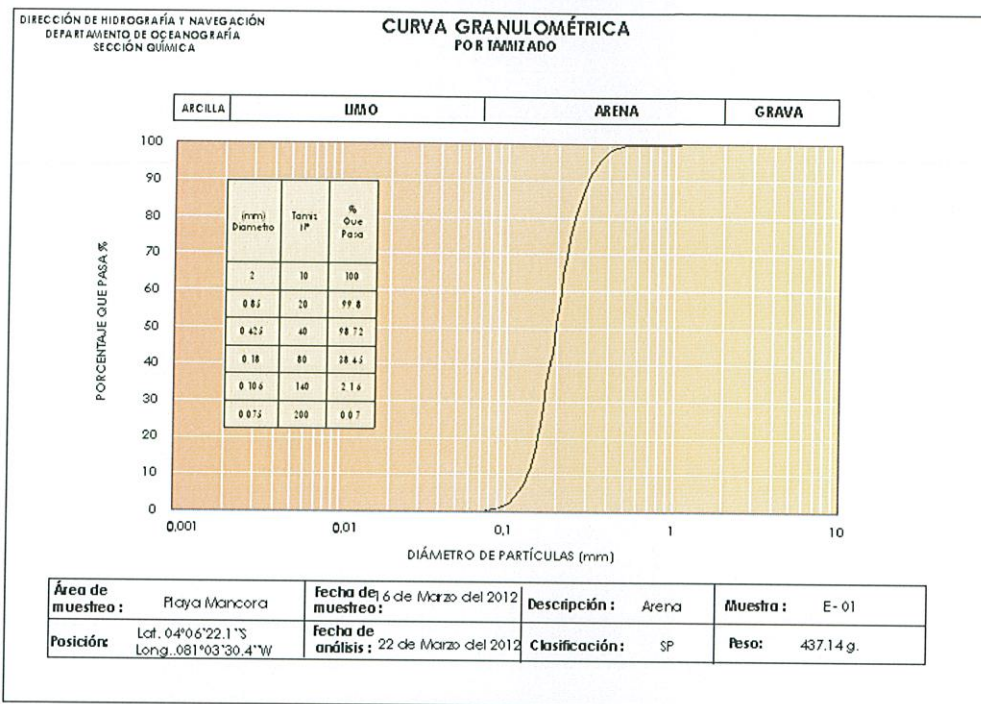 DIRECCIÓN DE HIDROGRAFÍA Y NAVEGACIÓN
DEPARTAMENTO DE OCEANOGRAFÍA
SECCIÓN QUÍMICA
CURVA GRANULOMÉTRICA
POR TAMIZADO
ARCILLA LIMO ARENA GRAVA
PORCENTAJE QUE PASA %
100
90
80
70
60
50
40
30
20
10
0
(mm) Diametro Tamiz N° % Que Pasa
2 10 100
0.85 20 99.8
0.425 40 98.72
0.18 80 38.45
0.106 140 2.16
0.075 200 0.07
0,001 0,01 0,1 1 10
DIÁMETRO DE PARTÍCULAS (mm)
Área de muestreo: Playa Mancora Fecha de muestreo: 16 de Marzo del 2012 Descripción: Arena Muestra: E-01
Posición: Lat. 04°06'22.1"S Fecha de análisis: 22 de Marzo del 2012 Clasificación: SP Peso: 437.14 g.
Long..081°03'30.4"W